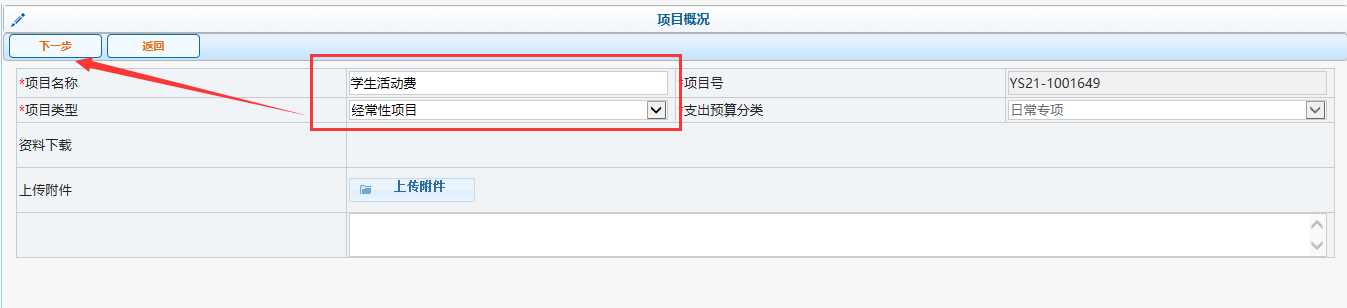 项目概况
下一步 返回
*项目名称 学生活动费 *项目号 YS21-1001649
*项目类型 经常性项目 *支出预算分类 日常专项
资料下载
上传附件 上传附件